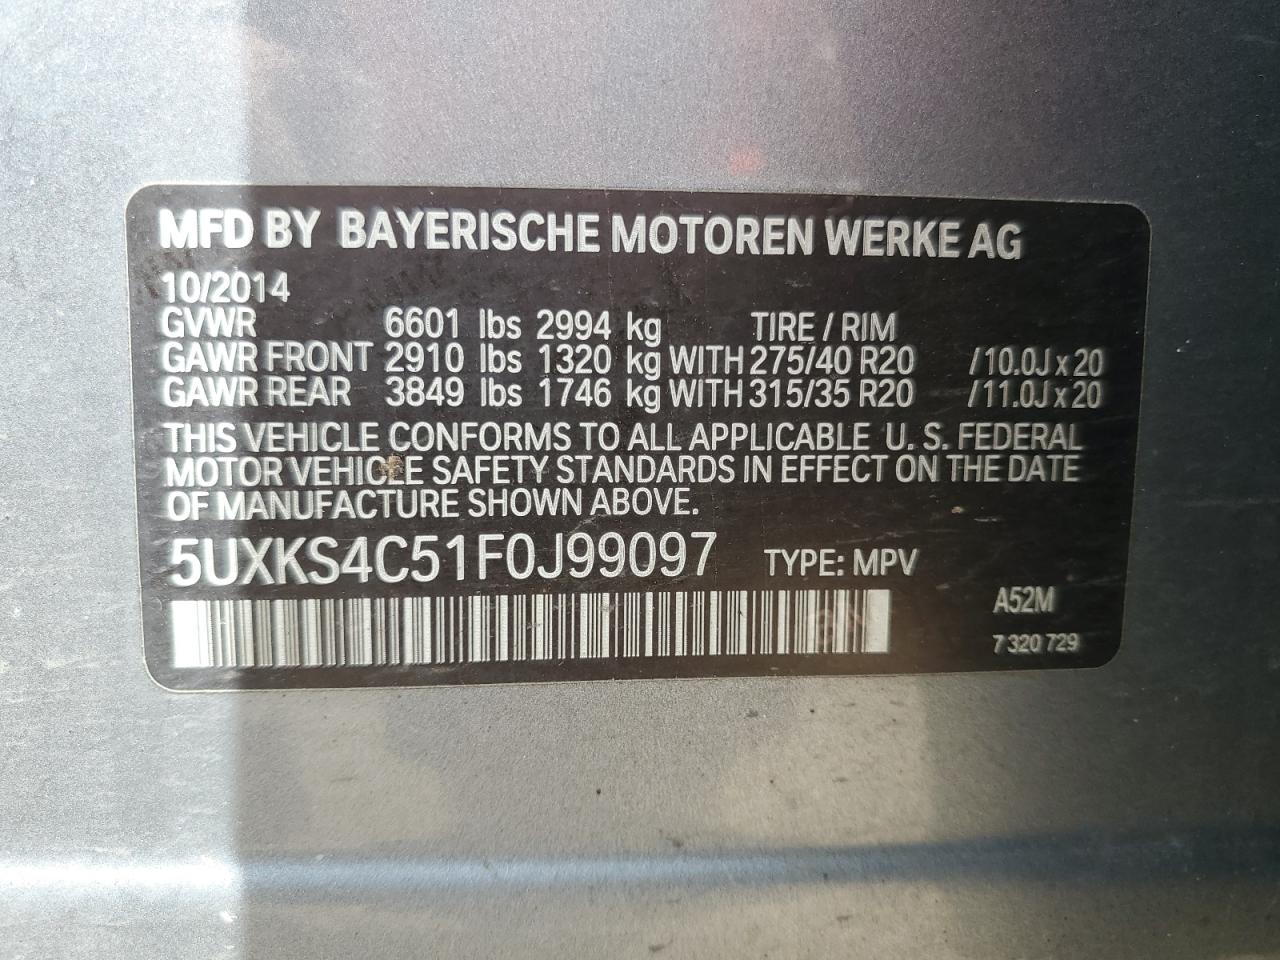 MFD BY BAYERISCHE MOTOREN WERKE AG
10/2014
GVWR 6601 lbs 2994 kg TIRE / RIM
GAWR FRONT 2910 lbs 1320 kg WITH 275/40 R20 /10.0J x 20
GAWR REAR 3849 lbs 1746 kg WITH 315/35 R20 /11.0J x 20
THIS VEHICLE CONFORMS TO ALL APPLICABLE U. S. FEDERAL
MOTOR VEHICLE SAFETY STANDARDS IN EFFECT ON THE DATE
OF MANUFACTURE SHOWN ABOVE.
5UXKS4C51F0J99097 TYPE: MPV
A52M
7 320 729